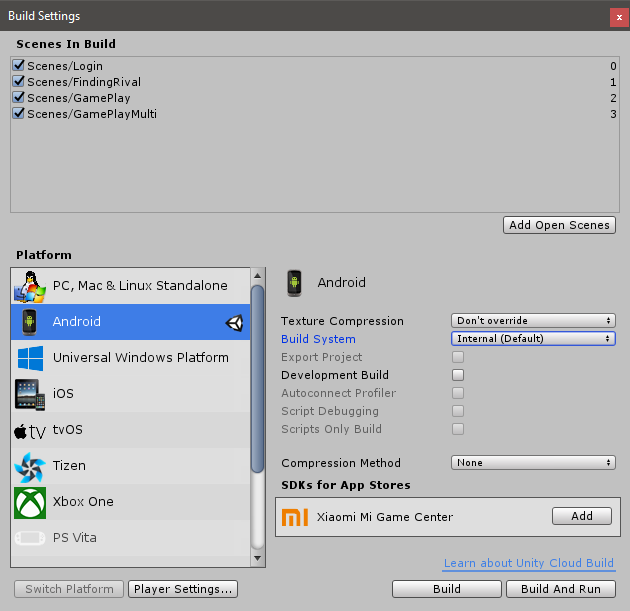 Build Settings
x
Scenes In Build
Scenes/Login 0
Scenes/FindingRival 1
Scenes/GamePlay 2
Scenes/GamePlayMulti 3
Add Open Scenes
Platform
PC, Mac & Linux Standalone
Android
Universal Windows Platform
iOS
tv tvOS
Tizen
Xbox One
PS Vita
Android
Texture Compression Don't override
Build System Internal (Default)
Export Project
Development Build
Autoconnect Profiler
Script Debugging
Scripts Only Build
Compression Method None
SDKs for App Stores
mi Xiaomi Mi Game Center Add
Learn about Unity Cloud Build
Switch Platform Player Settings... Build Build And Run